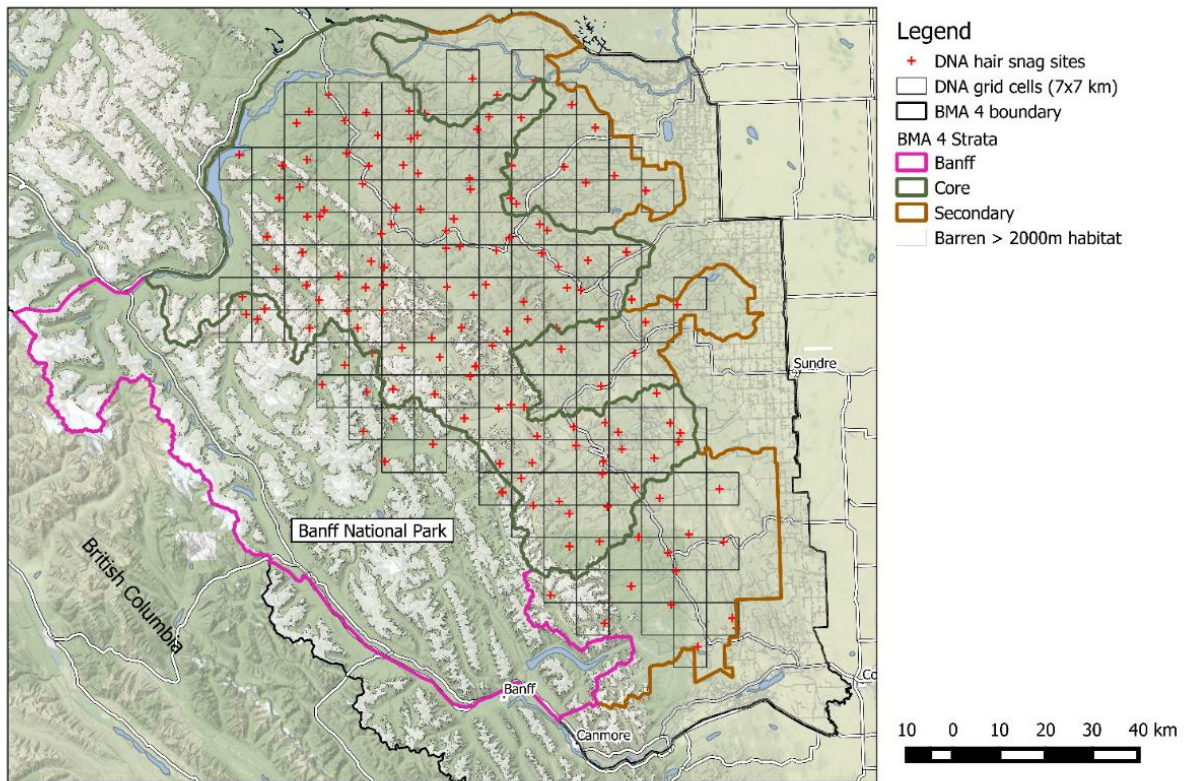 Legend
DNA hair snag sites
DNA grid cells (7x7 km)
BMA 4 boundary
BMA 4 Strata
Banff
Core
Secondary
Barren > 2000m habitat
Sundre
Banff National Park
British Columbia
Banff
Canmore
Co
10 0 10 20 30 40 km